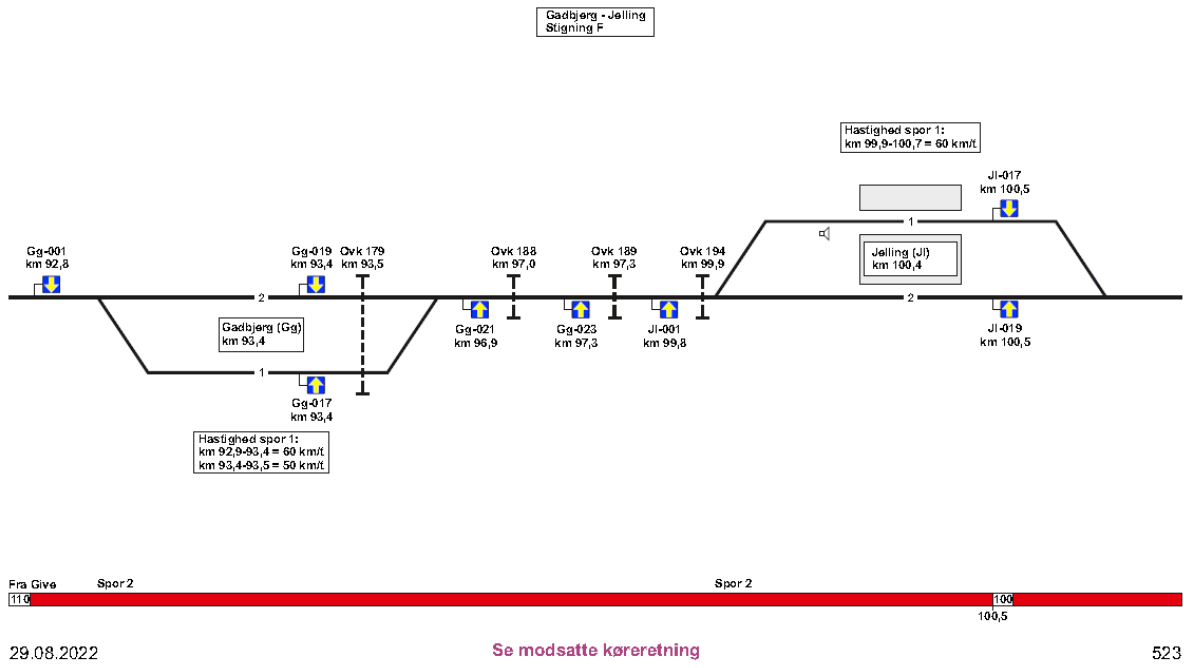 Gadbjerg - Jelling
Stigning F
Hastighed spor 1:
km 99,9-100,7 = 60 km/t
Jl-017
km 100,5
1
Gg-001
km 92,8
Gg-019
km 93,4
Ovk 179
km 93,5
Ovk 188
km 97,0
Ovk 189
km 97,3
Ovk 194
km 99,9
Jelling (Jl)
km 100,4
2
2
Gadbjerg (Gg)
km 93,4
Gg-021
km 96,9
Gg-023
km 97,3
Jl-001
km 99,8
Jl-019
km 100,5
1
Gg-017
km 93,4
Hastighed spor 1:
km 92,9-93,4 = 60 km/t
km 93,4-93,5 = 50 km/t
Fra Give
Spor 2
Spor 2
110
100
100,5
29.08.2022
Se modsatte køreretning
523